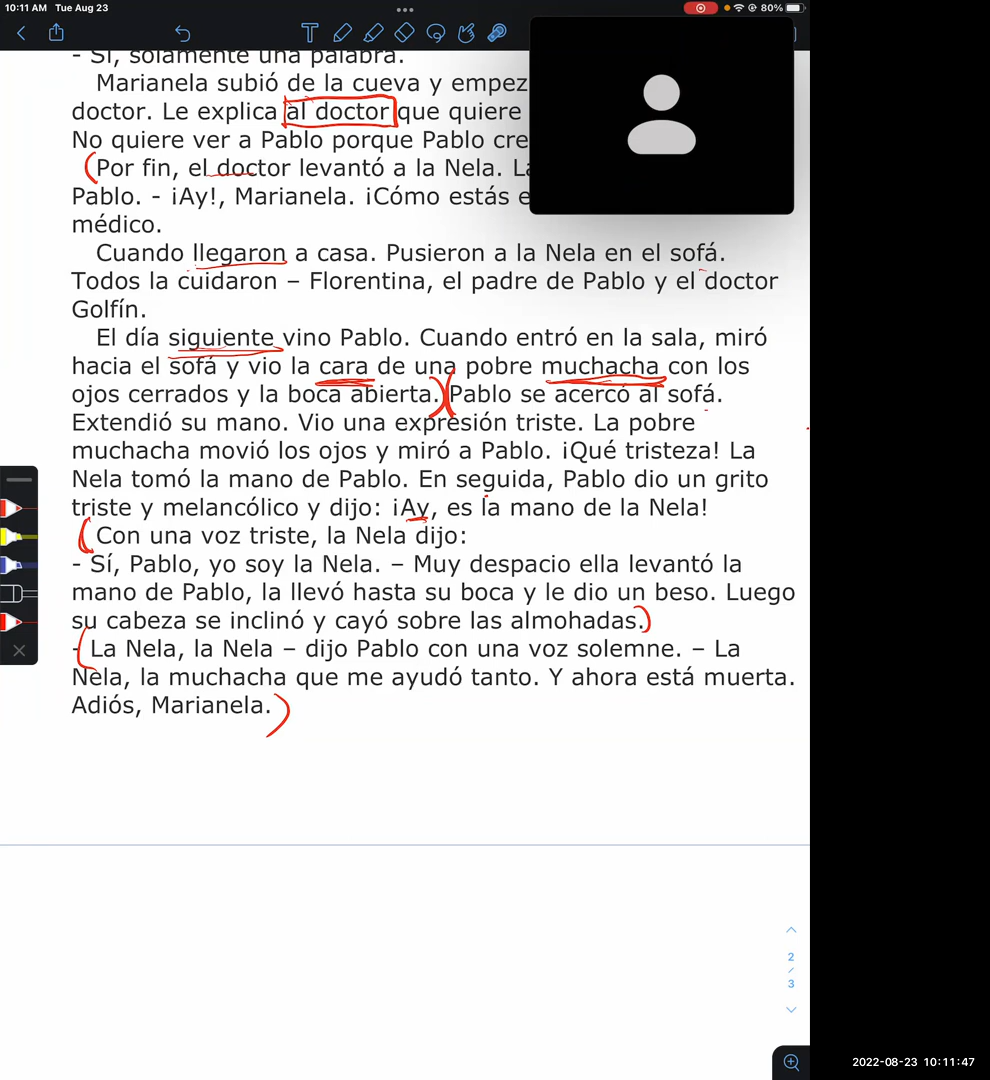 10:11 AM Tue Aug 23
80%
- Sí, solamente una palabra.
Marianela subió de la cueva y empez
doctor. Le explica al doctor que quiere
No quiere ver a Pablo porque Pablo cre
Por fin, el doctor levantó a la Nela. La
Pablo. - ¡Ay!, Marianela. ¡Cómo estás e
médico.
Cuando llegaron a casa. Pusieron a la Nela en el sofá.
Todos la cuidaron – Florentina, el padre de Pablo y el doctor
Golfín.
El día siguiente vino Pablo. Cuando entró en la sala, miró
hacia el sofá y vio la cara de una pobre muchacha con los
ojos cerrados y la boca abierta. Pablo se acercó al sofá.
Extendió su mano. Vio una expresión triste. La pobre
muchacha movió los ojos y miró a Pablo. ¡Qué tristeza! La
Nela tomó la mano de Pablo. En seguida, Pablo dio un grito
triste y melancólico y dijo: ¡Ay, es la mano de la Nela!
Con una voz triste, la Nela dijo:
- Sí, Pablo, yo soy la Nela. – Muy despacio ella levantó la
mano de Pablo, la llevó hasta su boca y le dio un beso. Luego
su cabeza se inclinó y cayó sobre las almohadas.
- La Nela, la Nela – dijo Pablo con una voz solemne. – La
Nela, la muchacha que me ayudó tanto. Y ahora está muerta.
Adiós, Marianela.
2
/
3
2022-08-23 10:11:47